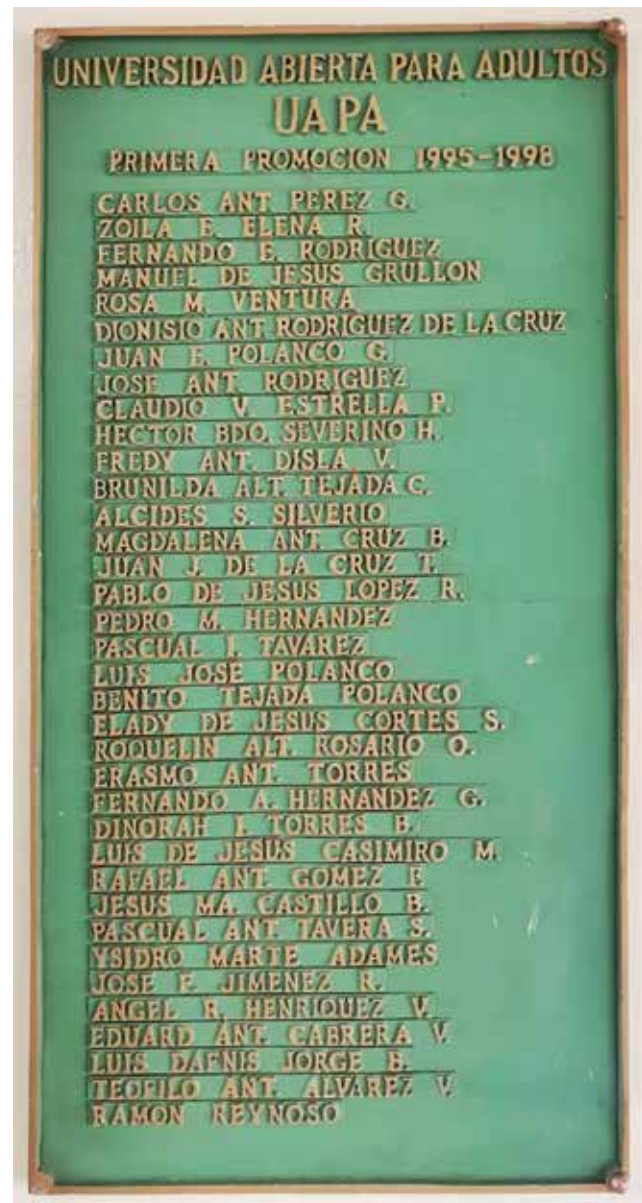 UNIVERSIDAD ABIERTA PARA ADULTOS
UAPA
PRIMERA PROMOCION 1995-1998
CARLOS ANT PEREZ G.
ZOILA E. ELENA R.
FERNANDO E. RODRIGUEZ
MANUEL DE JESUS GRULLON
ROSA M. VENTURA
DIONISIO ANT RODRIGUEZ DE LA CRUZ
JUAN E. POLANCO G.
JOSE ANT. RODRIGUEZ
CLAUDIO V. ESTRELLA P.
HECTOR BDO. SEVERINO H.
FREDY ANT. DISLA V.
BRUNILDA ALT. TEJADA C.
ALCIDES S. SILVERIO
MAGDALENA ANT. CRUZ B.
JUAN J. DE LA CRUZ T.
PABLO DE JESUS LOPEZ R.
PEDRO M. HERNANDEZ
PASCUAL I. TAVAREZ
LUIS JOSE POLANCO
BENITO TEJADA POLANCO
ELADY DE JESUS CORTES S.
ROQUELIN ALT. ROSARIO O.
ERASMO ANT. TORRES
FERNANDO A. HERNANDEZ G.
DINORAH I. TORRES B.
LUIS DE JESUS CASIMIRO M.
RAFAEL ANT. GOMEZ
JESUS MA. CASTILLO B.
PASCUAL ANT. TAVERA S.
YSIDRO MARTE ADAMES
JOSE F. JIMENEZ R.
ANGEL R. HENRIQUEZ V.
EDUARD ANT. CABRERA V.
LUIS DAFNIS JORGE B.
TEOFILO ANT. ALVAREZ V.
RAMON REYNOSO